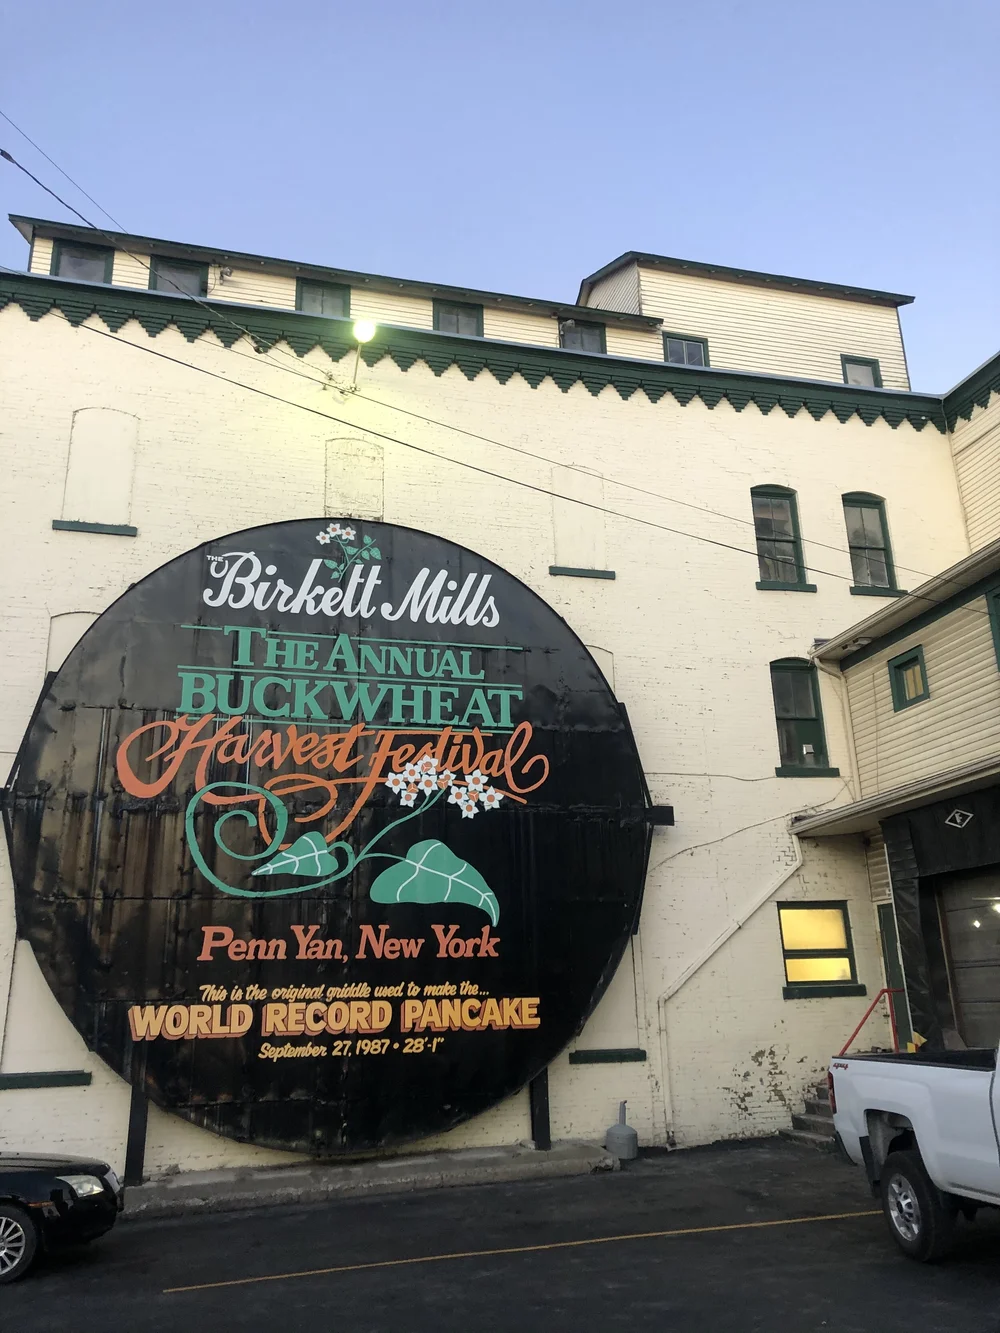 THE Birkett Mills
THE ANNUAL
BUCKWHEAT
Harvest Festival
Penn Yan, New York
This is the original griddle used to make the...
WORLD RECORD PANCAKE
September 27, 1987 • 28'-1"